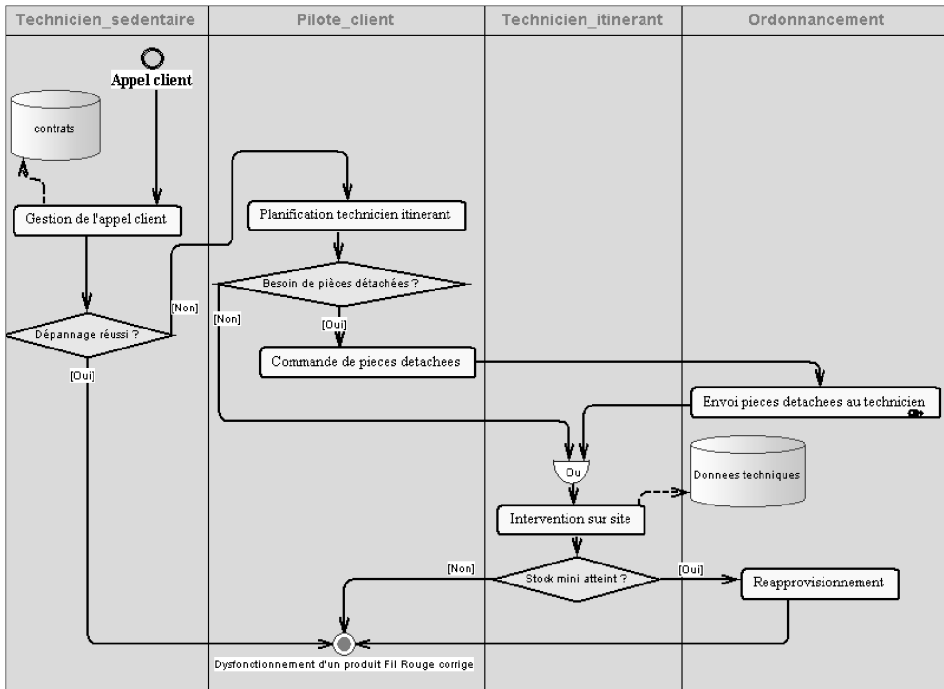 Technicien_sedentaire
Pilote_client
Technicien_itinerant
Ordonnancement
Appel client
contrats
Gestion de l'appel client
Planification technicien itinerant
Besoin de pièces détachées ?
[Non]
[Non]
[Oui]
Dépannage réussi ?
[Oui]
Commande de pieces detachees
Envoi pieces detachees au technicien
Ou
Donnees techniques
Intervention sur site
[Non]
Stock mini atteint ?
[Oui]
Reapprovisionnement
Dysfonctionnement d'un produit Fil Rouge corrige